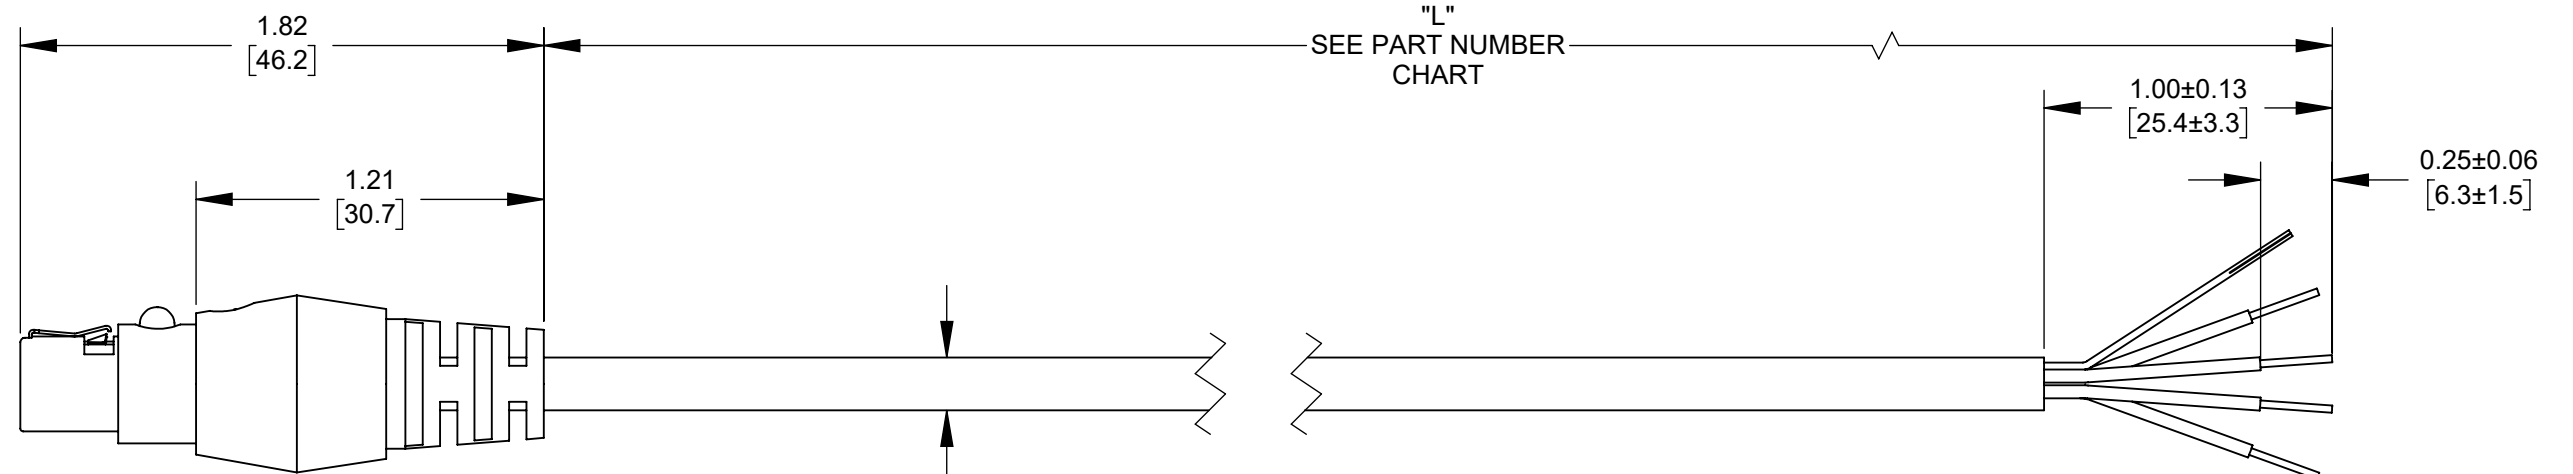 1.82
[46.2]
"L"
SEE PART NUMBER
CHART
1.00±0.13
[25.4±3.3]
0.25±0.06
[6.3±1.5]
1.21
[30.7]